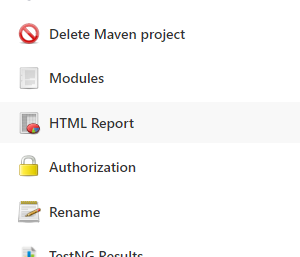 Delete Maven project
Modules
HTML Report
Authorization
Rename
TestNG Results